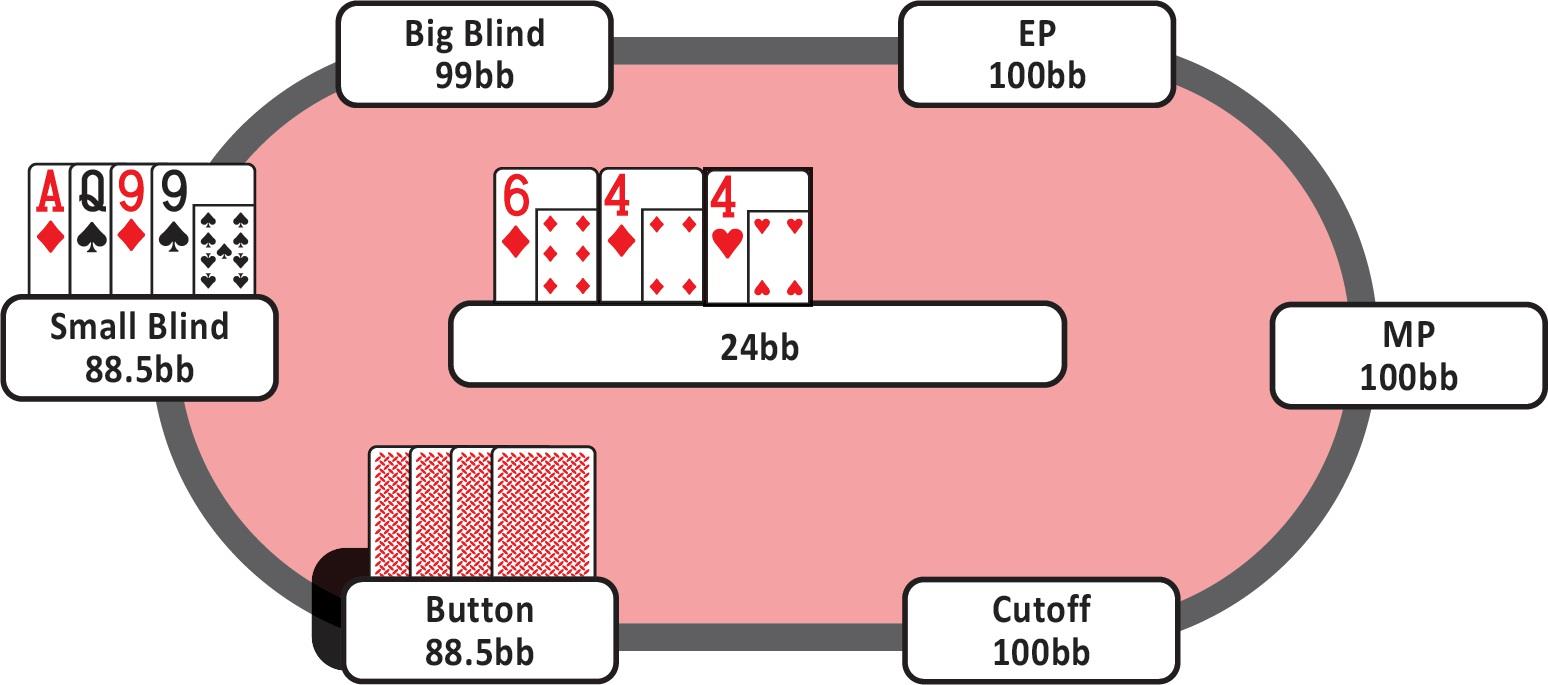 Big Blind
99bb
EP
100bb
A Q 9 9
6 4 4
Small Blind
88.5bb
24bb
MP
100bb
Button
88.5bb
Cutoff
100bb